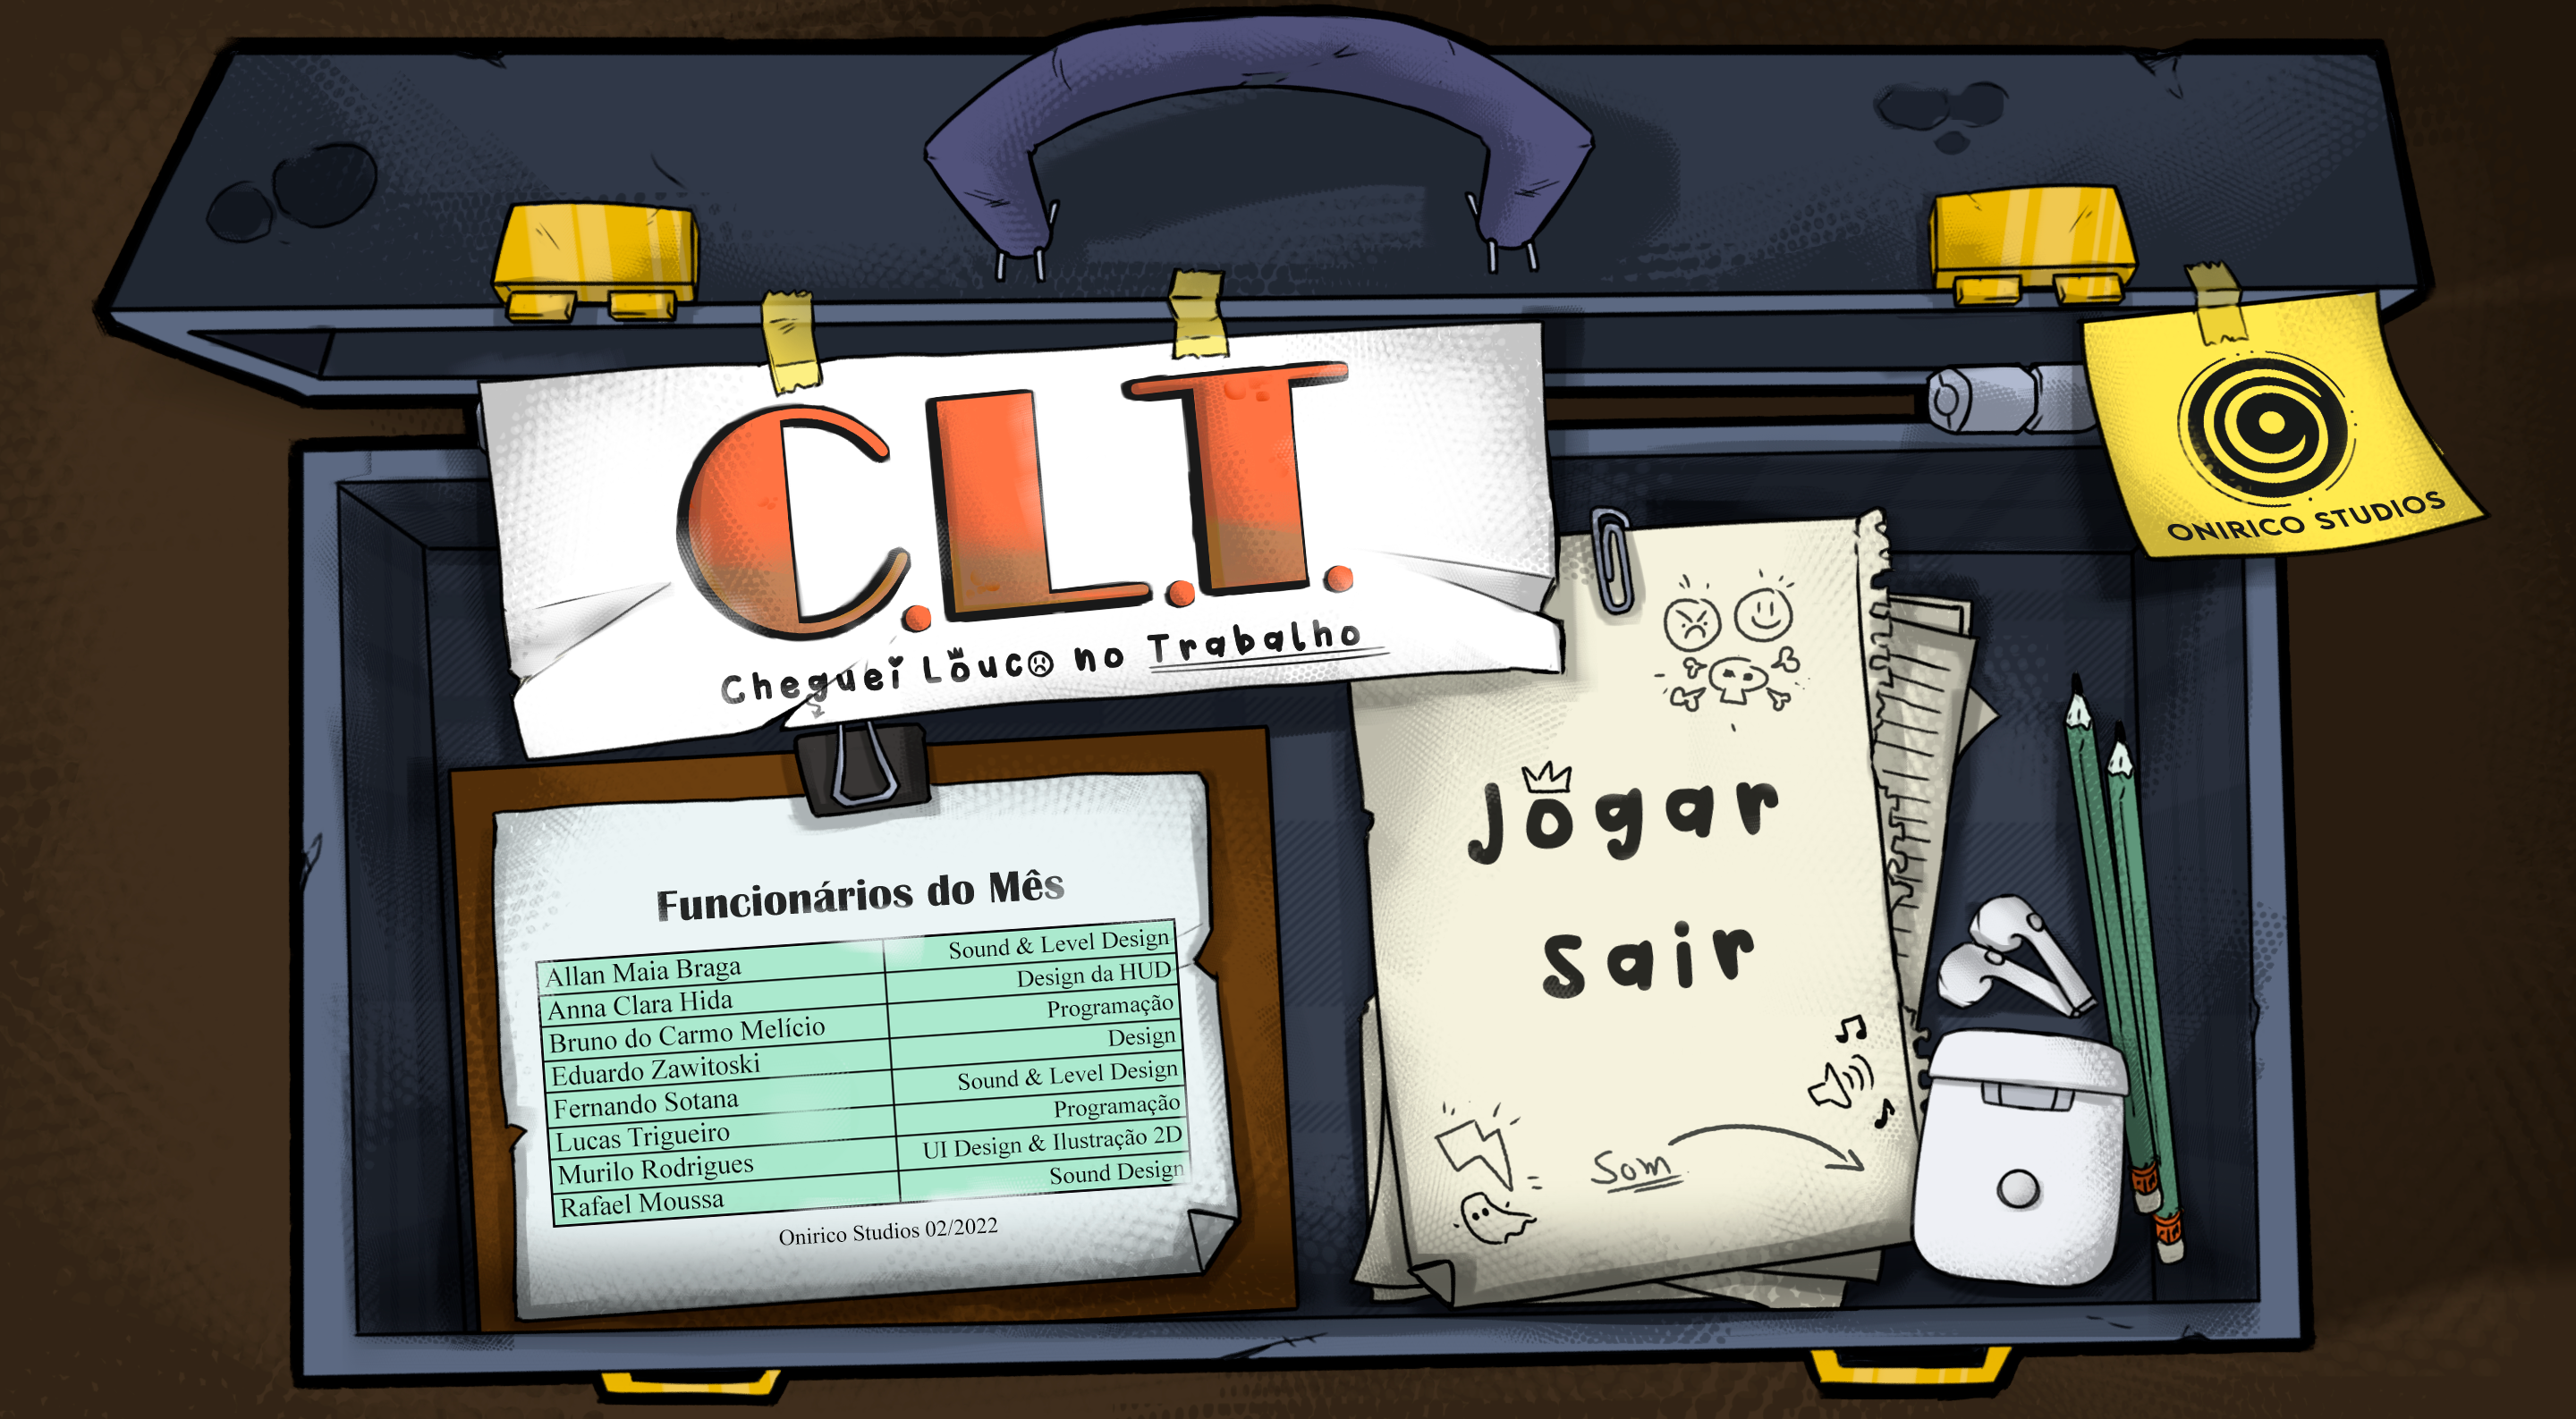 C.L.T.
Cheguei Louco no Trabalho
ONIRICO STUDIOS
Funcionários do Mês
Allan Maia Braga Sound & Level Design
Anna Clara Hida Design da HUD
Bruno do Carmo Melício Programação
Eduardo Zawitoski Design
Fernando Sotana Sound & Level Design
Lucas Trigueiro Programação
Murilo Rodrigues UI Design & Ilustração 2D
Rafael Moussa Sound Design
Onirico Studios 02/2022
Jogar
Sair
Som